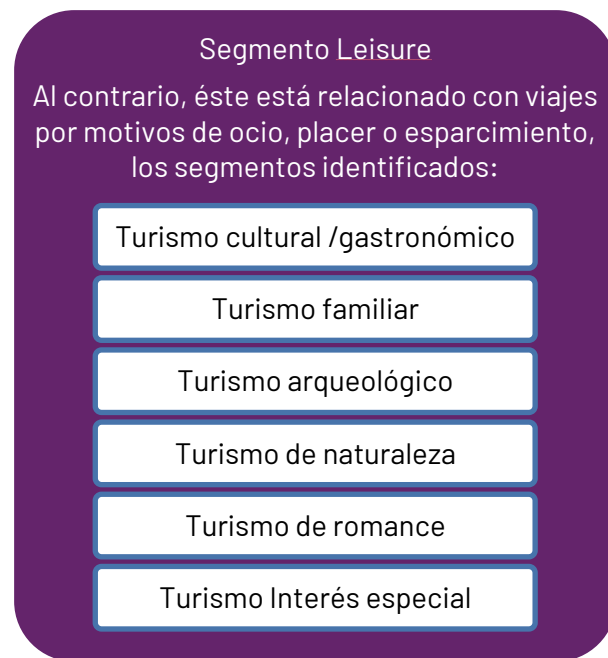 Segmento Leisure
Al contrario, éste está relacionado con viajes
por motivos de ocio, placer o esparcimiento,
los segmentos identificados:
Turismo cultural /gastronómico
Turismo familiar
Turismo arqueológico
Turismo de naturaleza
Turismo de romance
Turismo Interés especial